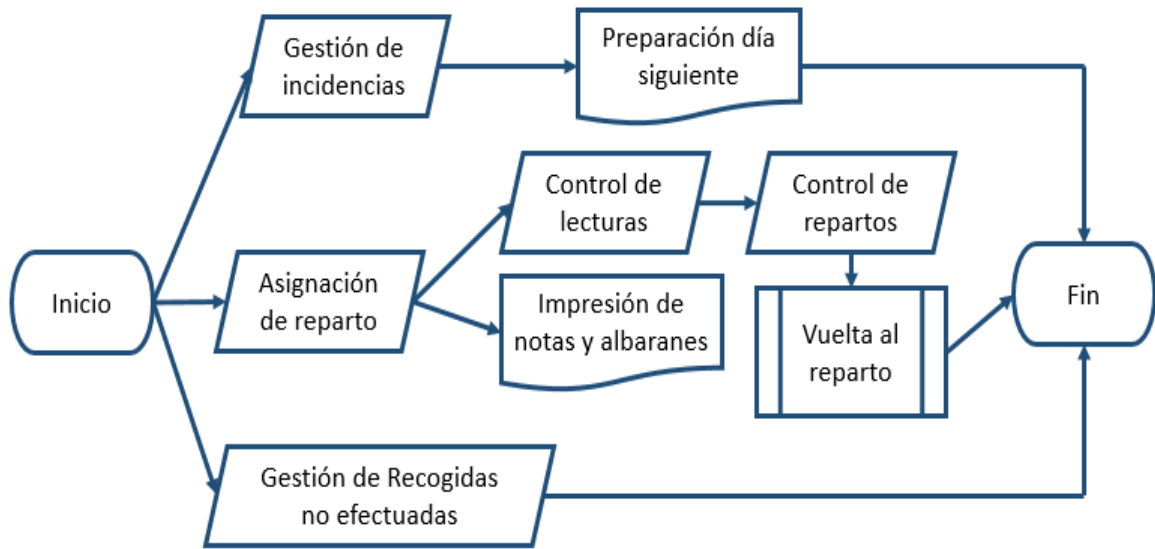 Gestión de
incidencias
Preparación día
siguiente
Control de
lecturas
Control de
repartos
Inicio
Asignación
de reparto
Impresión de
notas y albaranes
Vuelta al
reparto
Fin
Gestión de Recogidas
no efectuadas